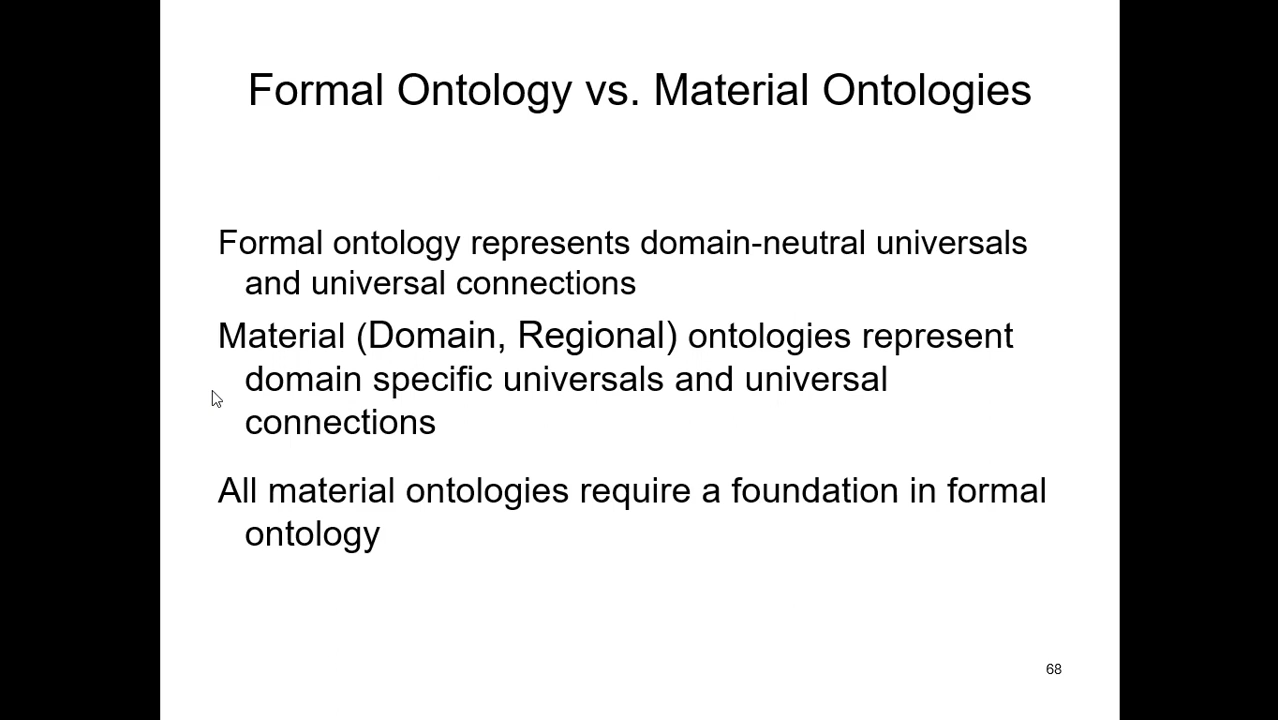 Formal Ontology vs. Material Ontologies
Formal ontology represents domain-neutral universals
and universal connections
Material (Domain, Regional) ontologies represent
domain specific universals and universal
connections
All material ontologies require a foundation in formal
ontology
68